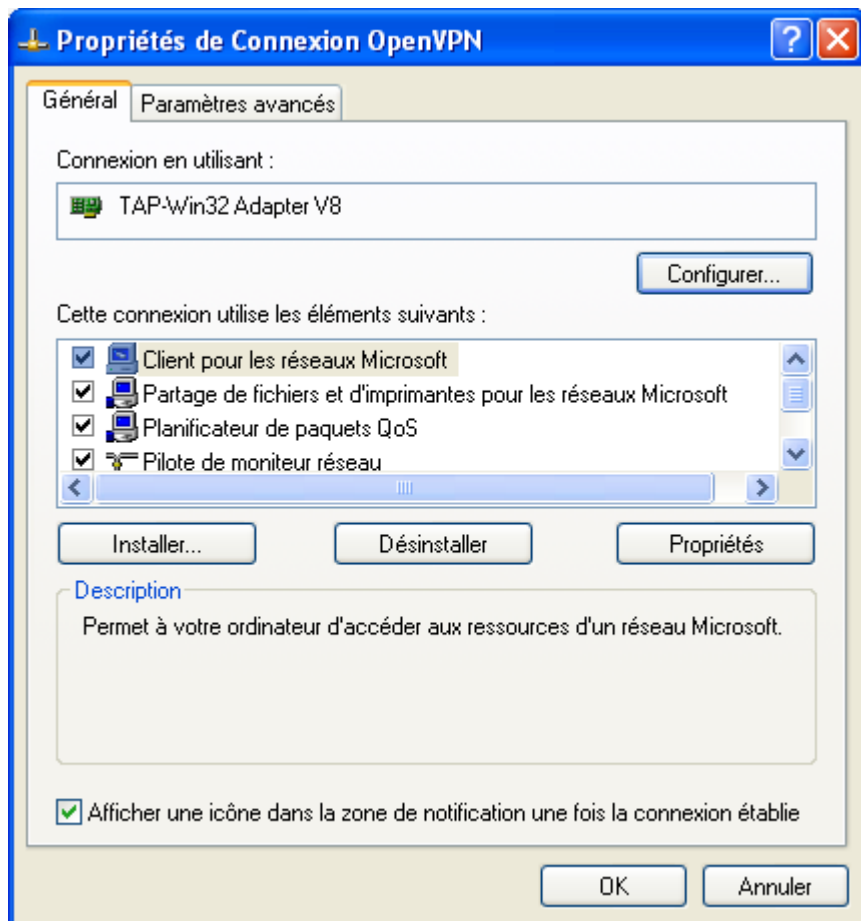 Propriétés de Connexion OpenVPN
Général
Paramètres avancés
Connexion en utilisant :
TAP-Win32 Adapter V8
Configurer...
Cette connexion utilise les éléments suivants :
Client pour les réseaux Microsoft
Partage de fichiers et d'imprimantes pour les réseaux Microsoft
Planificateur de paquets QoS
Pilote de moniteur réseau
Installer...
Désinstaller
Propriétés
Description
Permet à votre ordinateur d'accéder aux ressources d'un réseau Microsoft.
Afficher une icône dans la zone de notification une fois la connexion établie
OK
Annuler